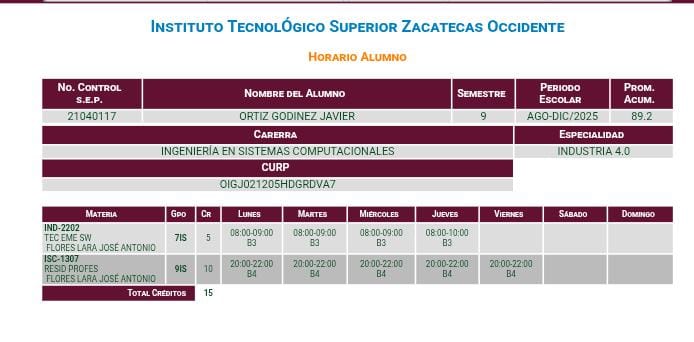 Instituto TecnolÓgico Superior Zacatecas Occidente
Horario Alumno
No. Control S.E.P. Nombre del Alumno Semestre Periodo Escolar Prom. Acum.
21040117 ORTIZ GODINEZ JAVIER 9 AGO-DIC/2025 89.2
Carerra Especialidad
INGENIERÍA EN SISTEMAS COMPUTACIONALES INDUSTRIA 4.0
CURP
OIGJ021205HDGRDVA7
Materia Gpo Cr Lunes Martes Miércoles Jueves Viernes Sábado Domingo
IND-2202
TEC EME SW 7IS 5 08:00-09:00 B3 08:00-09:00 B3 08:00-09:00 B3 08:00-10:00 B3
FLORES LARA JOSÉ ANTONIO
ISC-1307
RESID PROFES 9IS 10 20:00-22:00 B4 20:00-22:00 B4 20:00-22:00 B4 20:00-22:00 B4 20:00-22:00 B4
FLORES LARA JOSÉ ANTONIO
Total Créditos 15